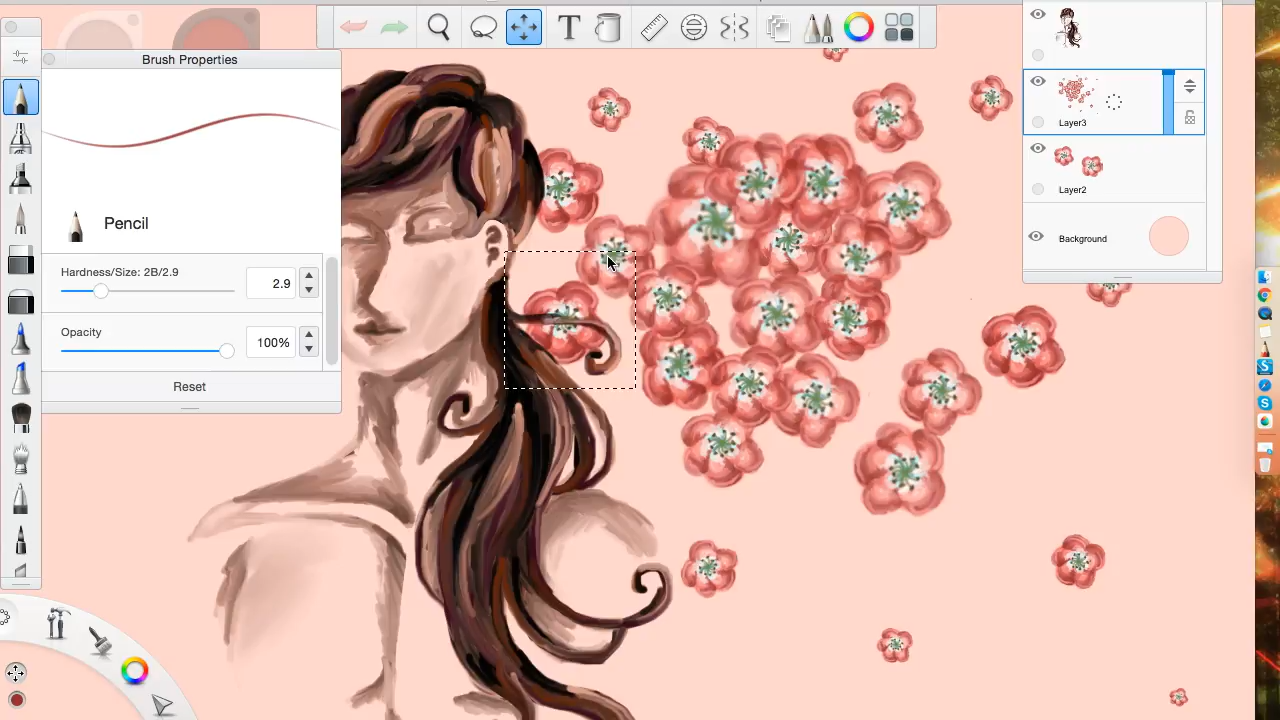 Brush Properties
Pencil
Hardness/Size: 2B/2.9
2.9
Opacity
100%
Reset
Layer3
Layer2
Background